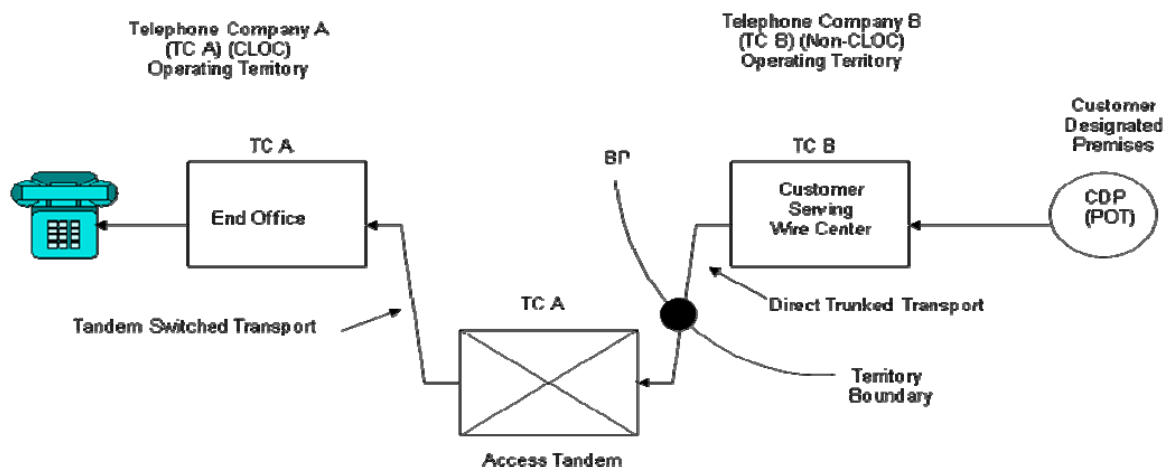 Telephone Company A
(TC A) (CLOC)
Operating Territory
Telephone Company B
(TC B) (Non-CLOC)
Operating Territory
Customer
Designated
Premises
TC A
BP
TC B
End Office
Customer
Serving
Wire Center
CDP
(POT)
Tandem Switched Transport
TC A
Direct Trunked Transport
Territory
Boundary
Access Tandem